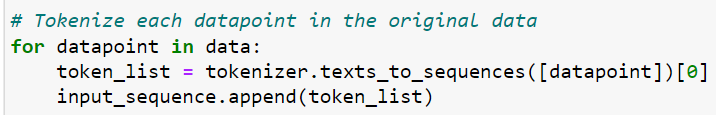 # Tokenize each datapoint in the original data
for datapoint in data:
    token_list = tokenizer.texts_to_sequences([datapoint])[0]
    input_sequence.append(token_list)